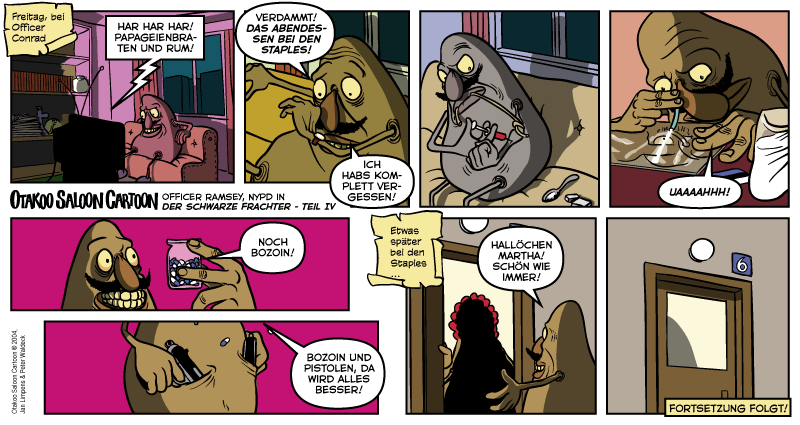 Freitag, bei
Officer
Conrad
HAR HAR HAR!
PAPAGEIENBRA-
TEN UND RUM!
VERDAMMT!
DAS ABENDES-
SEN BEI DEN
STAPLES!
ICH
HABS KOM-
PLETT VER-
GESSEN!
UAAAAHHH!
OTAKOO SALOON CARTOON
OFFICER RAMSEY, NYPD IN
DER SCHWARZE FRACHTER - TEIL IV
NOCH
BOZOIN!
BOZOIN UND
PISTOLEN, DA
WIRD ALLES
BESSER!
Etwas
später
bei den
Staples
...
HALLÖCHEN
MARTHA!
SCHÖN WIE
IMMER!
6
FORTSETZUNG FOLGT!
Otakoo Saloon Cartoon © 2004,
Jan Limpens & Peter Waldeck